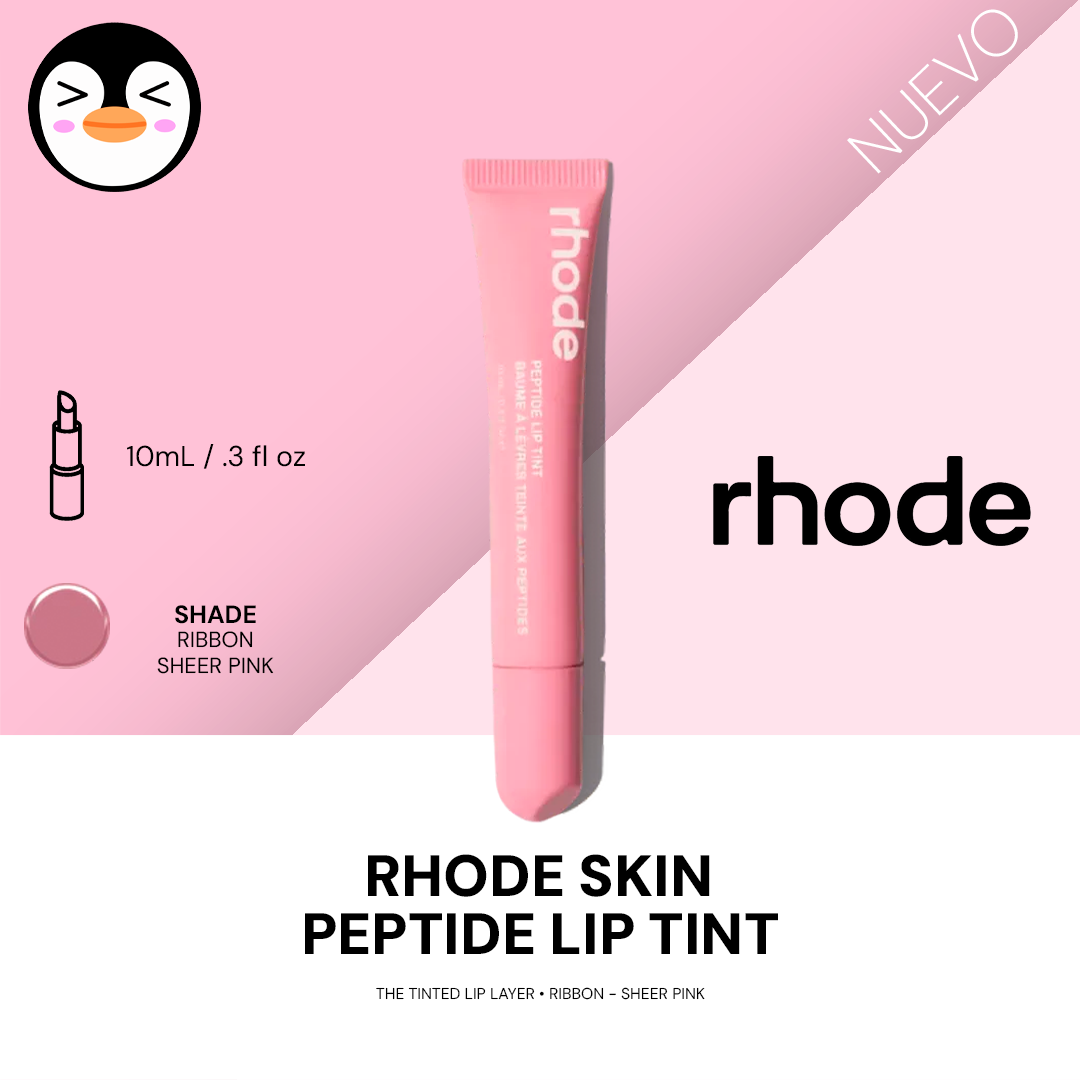 NUEVO
rhode
PEPTIDE LIP TINT
BAUME À LÈVRES TEINTE AUX PEPTIDES
10mL / .3 fl oz
rhode
SHADE
RIBBON
SHEER PINK
RHODE SKIN
PEPTIDE LIP TINT
THE TINTED LIP LAYER • RIBBON – SHEER PINK